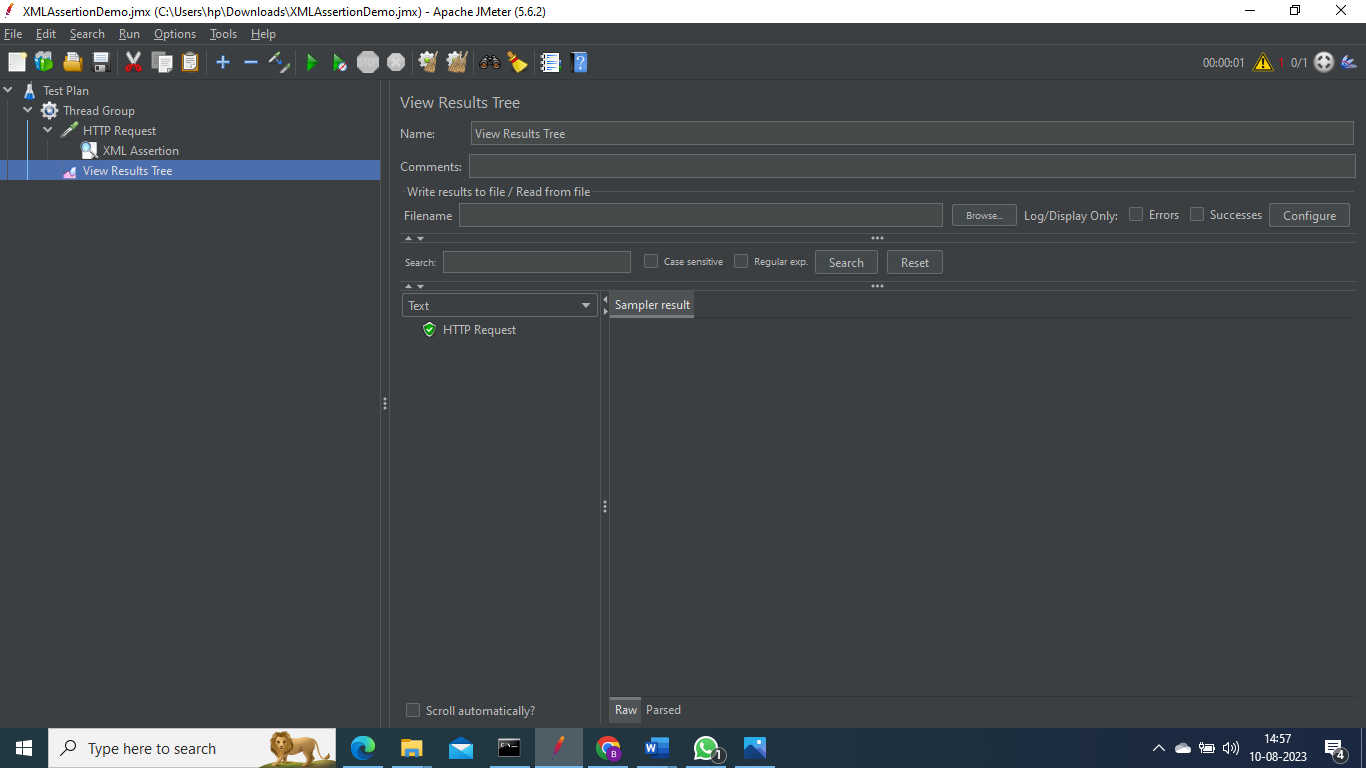 XMLAssertionDemo.jmx (C:\Users\hp\Downloads\XMLAssertionDemo.jmx) - Apache JMeter (5.6.2)
File Edit Search Run Options Tools Help
STOP 00:00:01 1 0/1
Test Plan
Thread Group
HTTP Request
XML Assertion
View Results Tree
View Results Tree
Name: View Results Tree
Comments:
Write results to file / Read from file
Filename Browse... Log/Display Only: Errors Successes Configure
Search: Case sensitive Regular exp. Search Reset
Text
Sampler result
HTTP Request
Scroll automatically?
Raw Parsed
Type here to search
B
W
1
14:57
10-08-2023
4